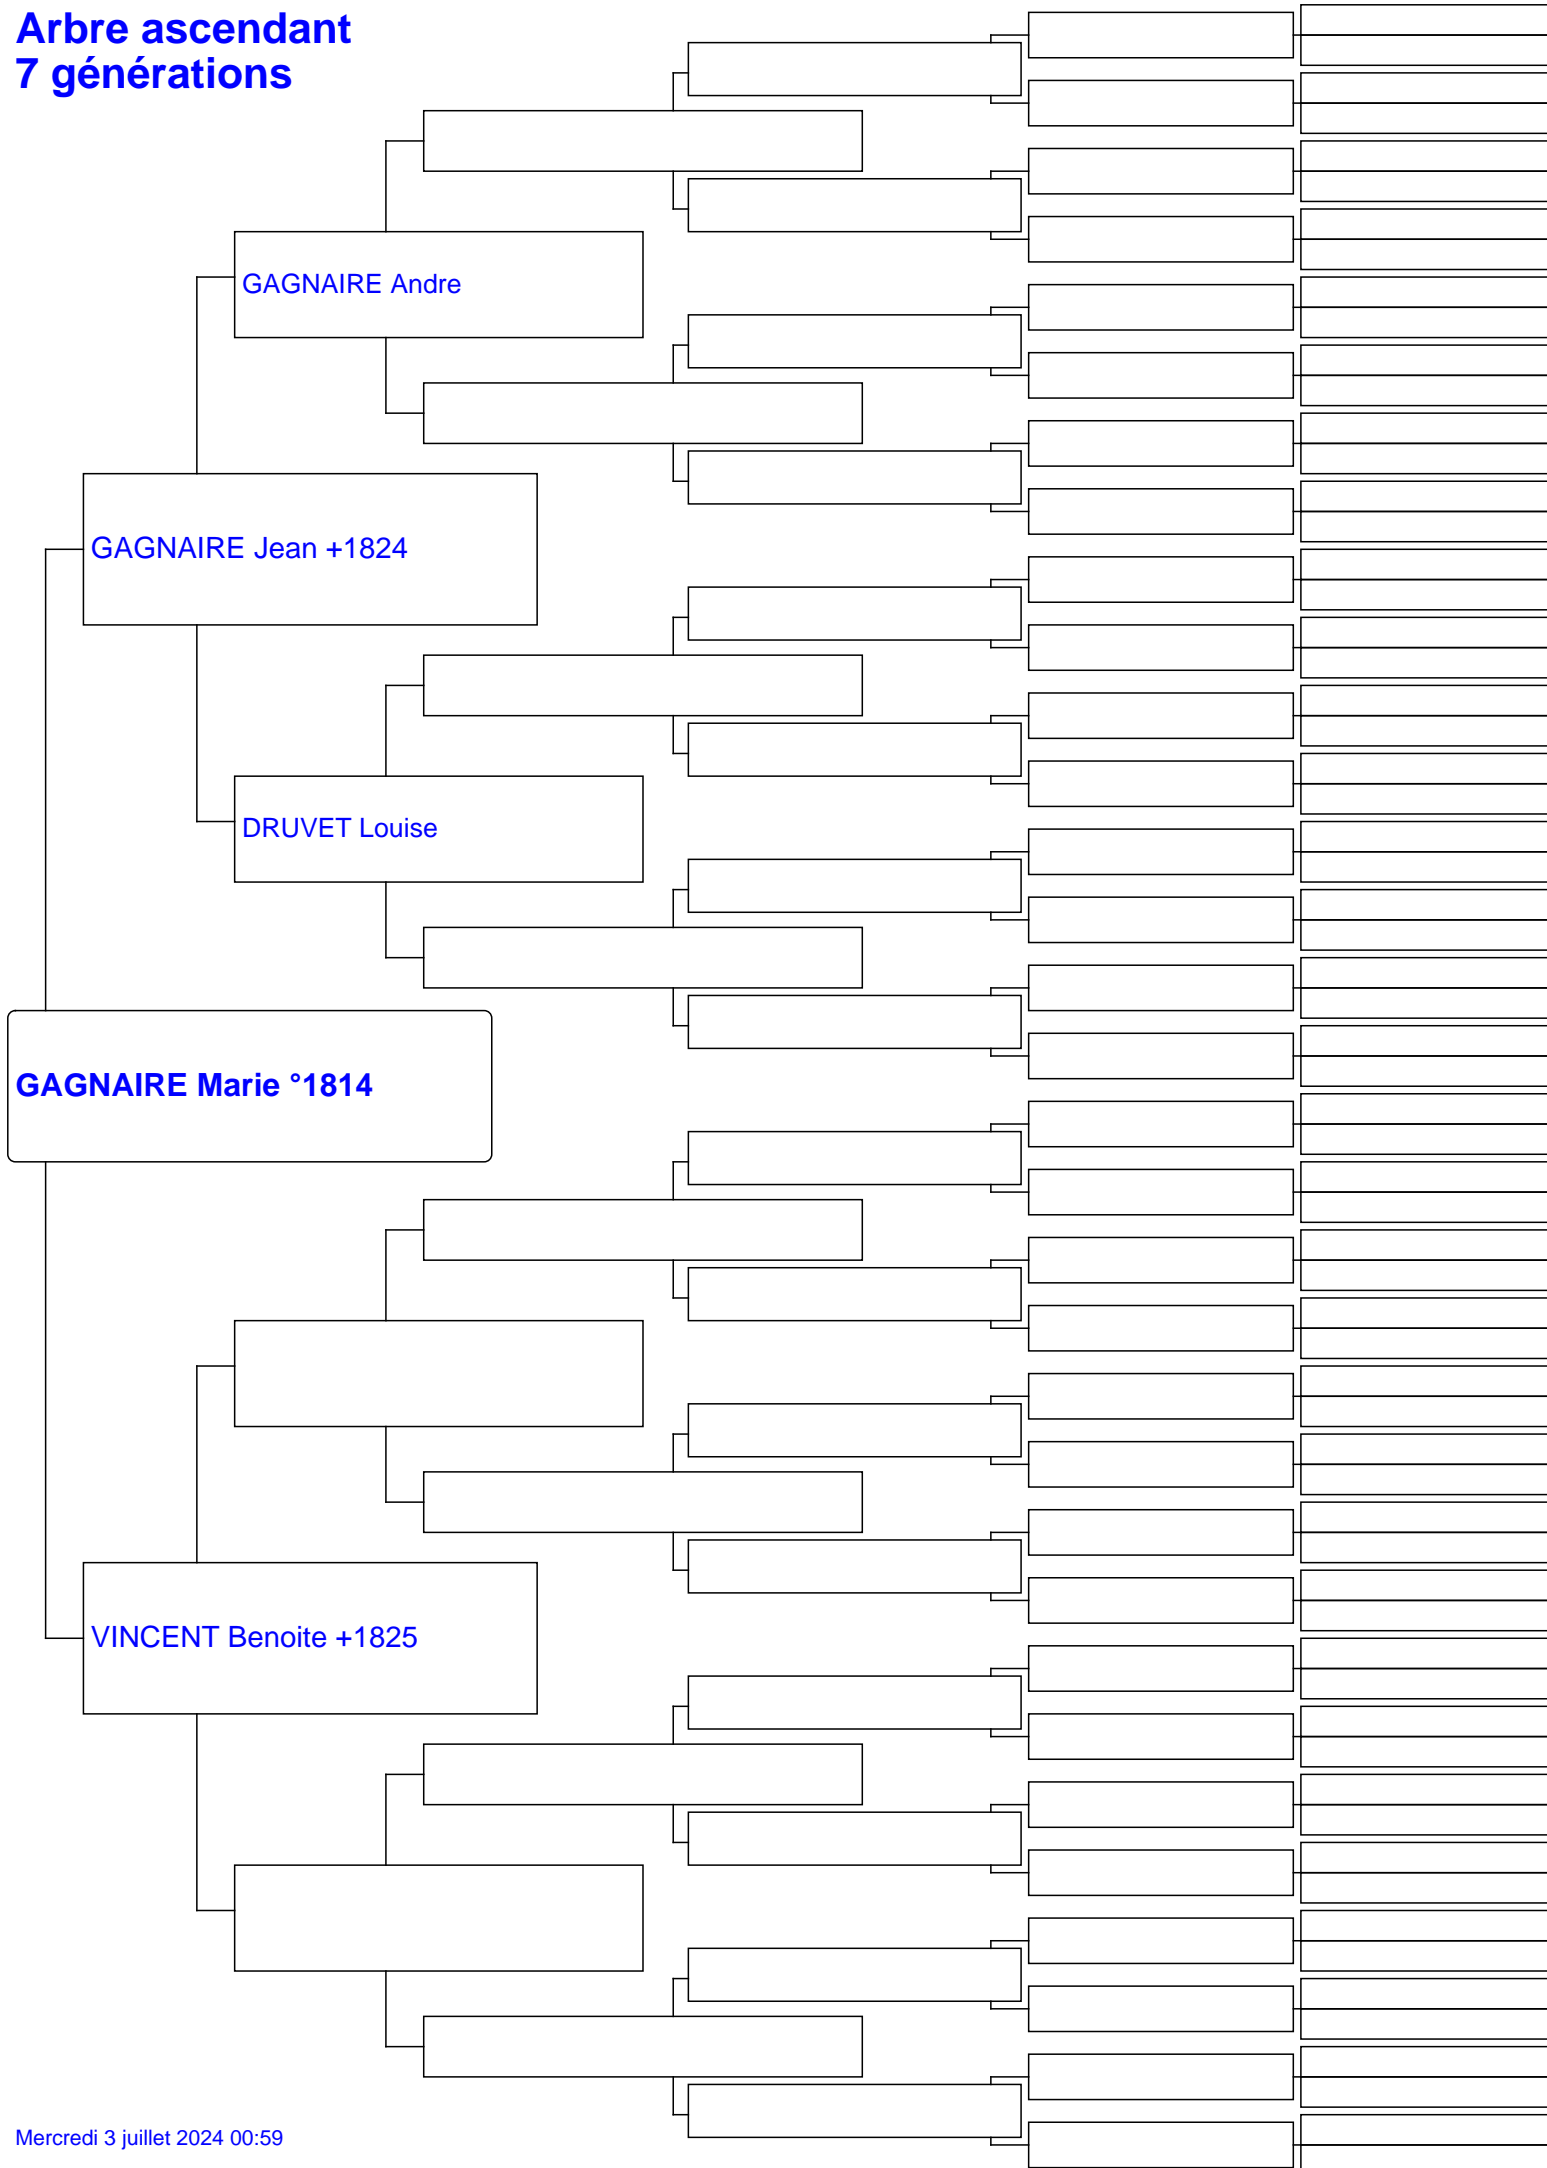 Arbre ascendant
7 générations
GAGNAIRE Andre
GAGNAIRE Jean +1824
DRUVET Louise
GAGNAIRE Marie °1814
VINCENT Benoite +1825
Mercredi 3 juillet 2024 00:59